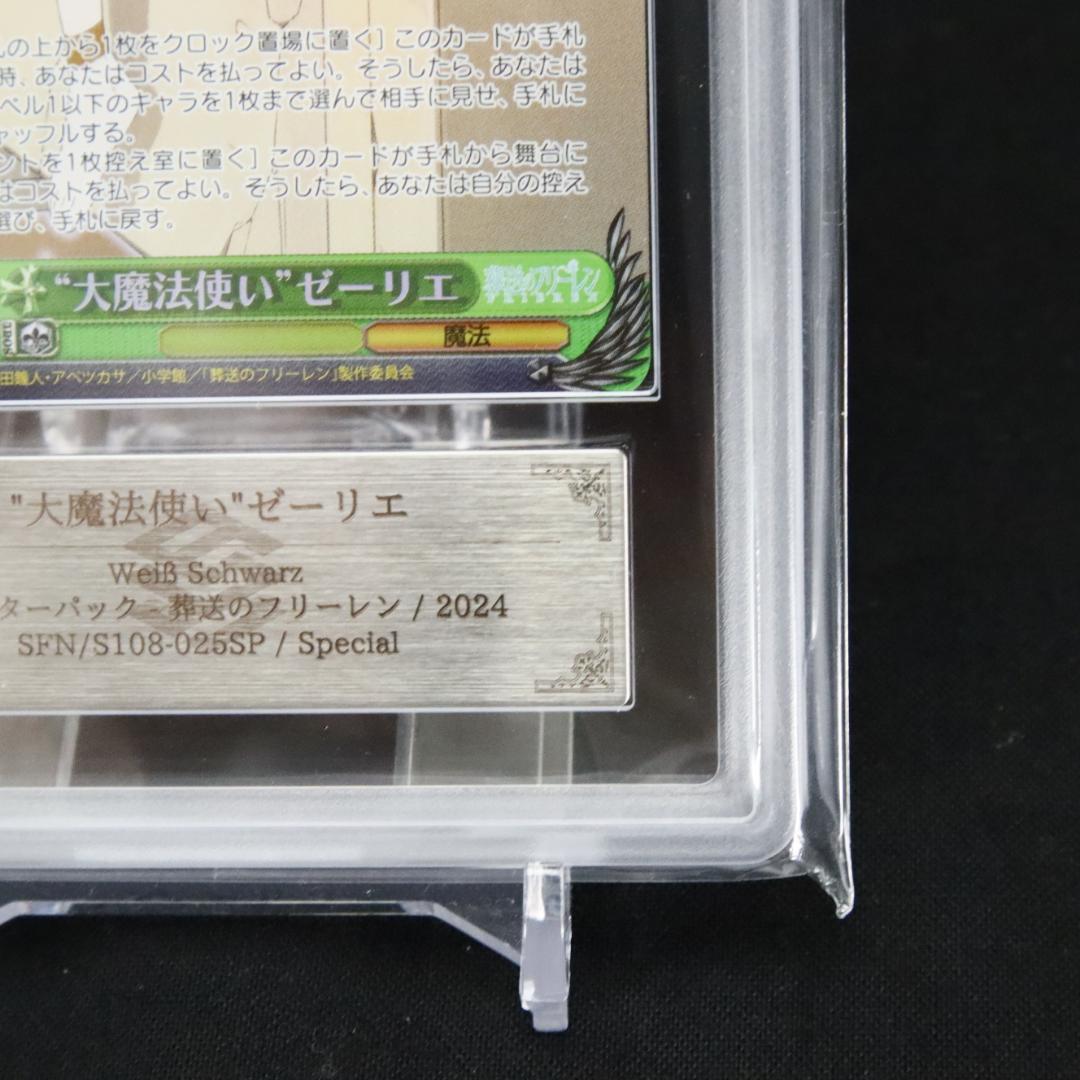 の上から1枚をクロック置場に置く] このカードが手札
時、あなたはコストを払ってよい。そうしたら、あなたは
ベル1以下のキャラを1枚まで選んで相手に見せ、手札に
ャッフルする。
ントを1枚控え室に置く] このカードが手札から舞台に
はコストを払ってよい。そうしたら、あなたは自分の控え
選び、手札に戻す。
“大魔法使い”ゼーリエ 葬送のフリーレン
FRIEREN
魔法
田鐘人・アベツカサ／小学館／「葬送のフリーレン」製作委員会
"大魔法使い"ゼーリエ
Weiß Schwarz
ターパック - 葬送のフリーレン / 2024
SFN/S108-025SP / Special